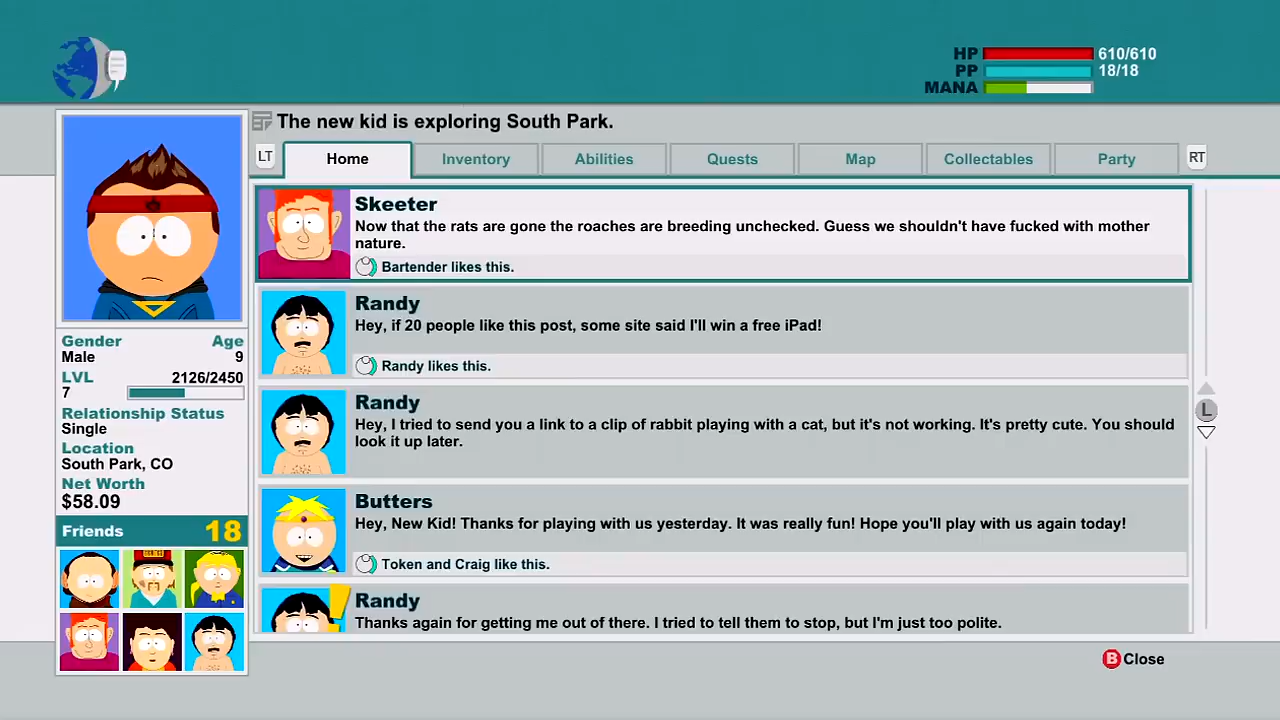 HP 610/610
PP 18/18
MANA
The new kid is exploring South Park.
LT Home Inventory Abilities Quests Map Collectables Party RT
Gender Age
Male 9
LVL 2126/2450
7
Relationship Status
Single
Location
South Park, CO
Net Worth
$58.09
Friends 18
Skeeter
Now that the rats are gone the roaches are breeding unchecked. Guess we shouldn't have fucked with mother
nature.
Bartender likes this.
Randy
Hey, if 20 people like this post, some site said I'll win a free iPad!
Randy likes this.
Randy
Hey, I tried to send you a link to a clip of rabbit playing with a cat, but it's not working. It's pretty cute. You should
look it up later.
Butters
Hey, New Kid! Thanks for playing with us yesterday. It was really fun! Hope you'll play with us again today!
Token and Craig like this.
Randy
Thanks again for getting me out of there. I tried to tell them to stop, but I'm just too polite.
L
B Close